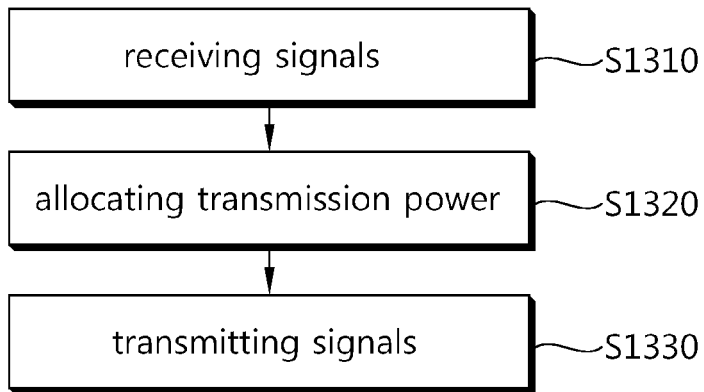 receiving signals
S1310
allocating transmission power
S1320
transmitting signals
S1330